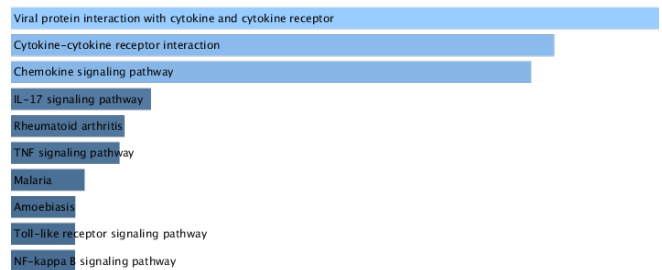 Viral protein interaction with cytokine and cytokine receptor
Cytokine-cytokine receptor interaction
Chemokine signaling pathway
IL-17 signaling pathway
Rheumatoid arthritis
TNF signaling pathway
Malaria
Amoebiasis
Toll-like receptor signaling pathway
NF-kappa B signaling pathway